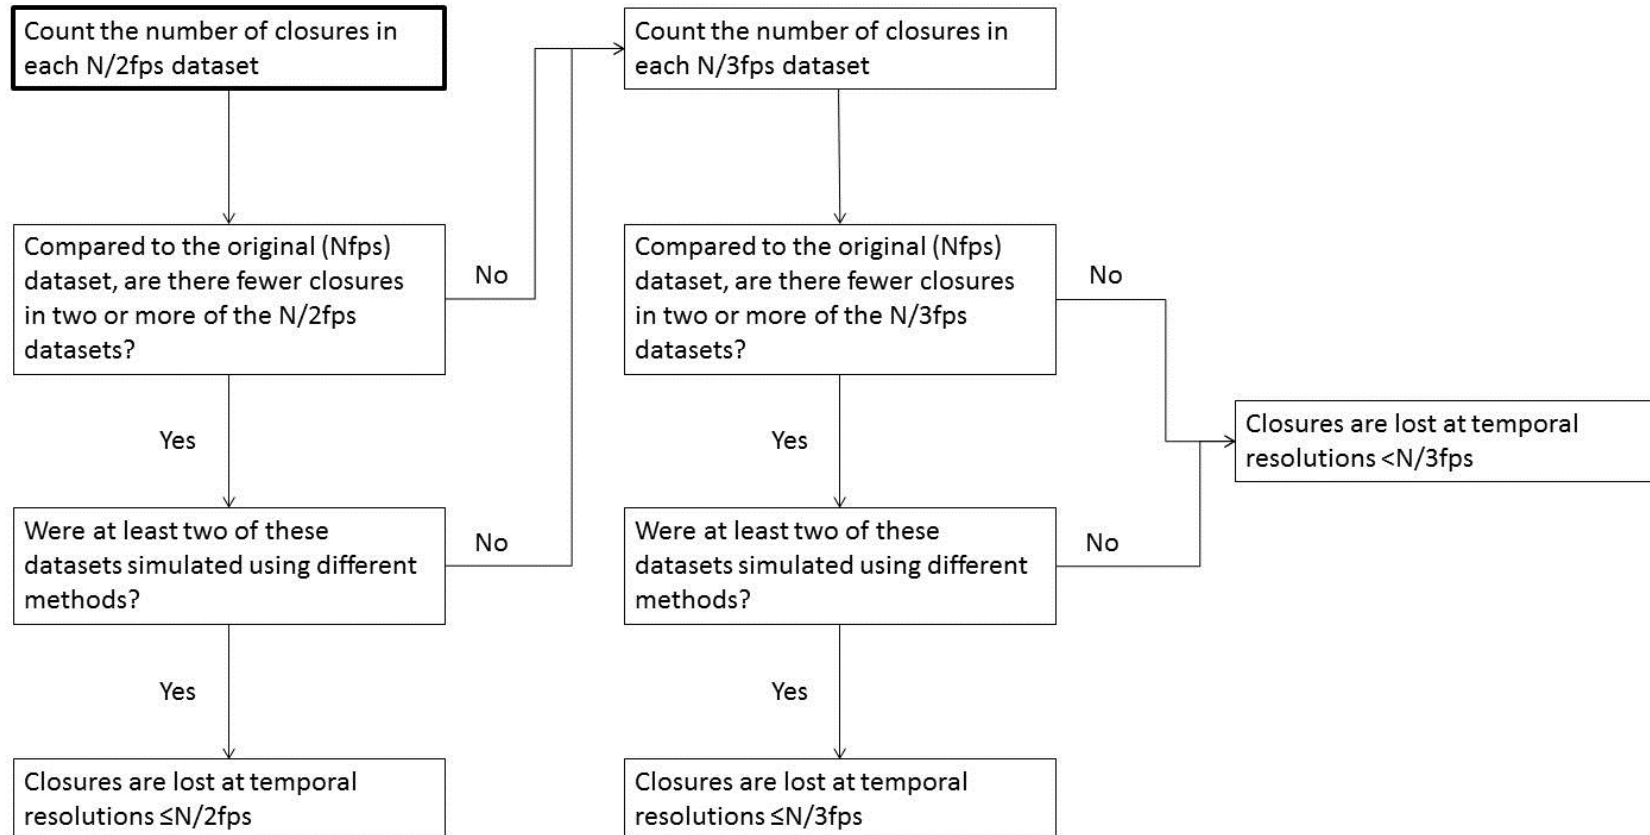 Count the number of closures in
each N/2fps dataset
Compared to the original (Nfps)
dataset, are there fewer closures
in two or more of the N/2fps
datasets?
No
Yes
Were at least two of these
datasets simulated using different
methods?
No
Yes
Closures are lost at temporal
resolutions ≤N/2fps
Count the number of closures in
each N/3fps dataset
Compared to the original (Nfps)
dataset, are there fewer closures
in two or more of the N/3fps
datasets?
No
Yes
Were at least two of these
datasets simulated using different
methods?
No
Yes
Closures are lost at temporal
resolutions ≤N/3fps
Closures are lost at temporal
resolutions <N/3fps